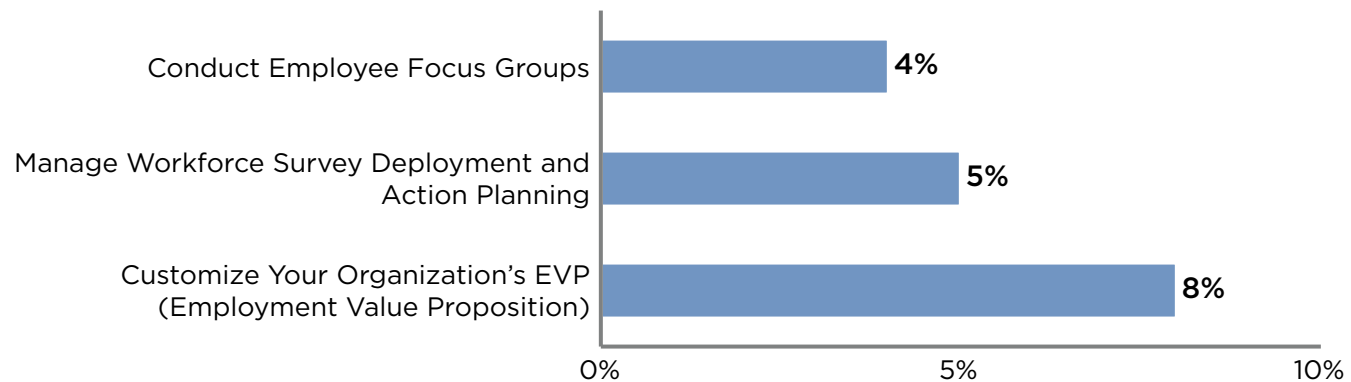 Conduct Employee Focus Groups
4%
Manage Workforce Survey Deployment and
Action Planning
5%
Customize Your Organization’s EVP
(Employment Value Proposition)
8%
0%
5%
10%